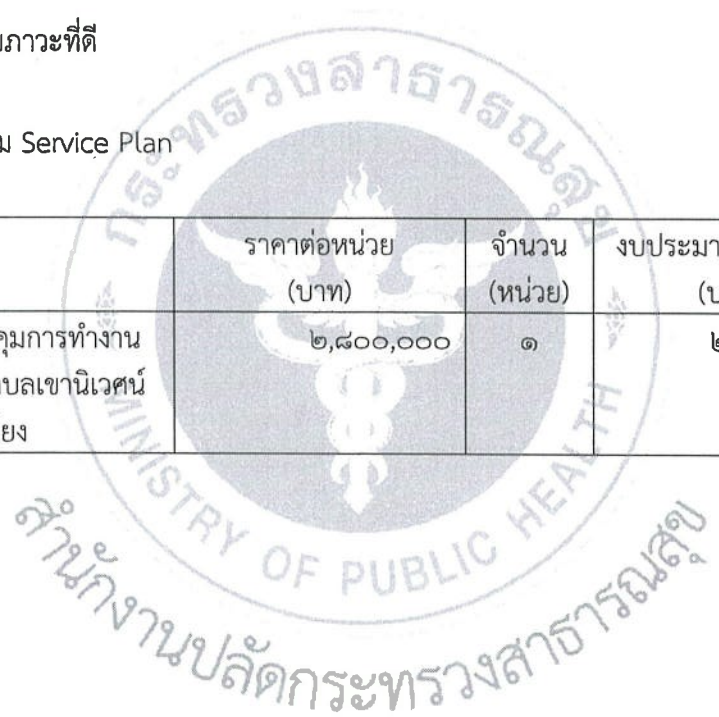 ภาวะที่ดี
ม Service Plan
ราคาต่อหน่วย
(บาท)
จำนวน
(หน่วย)
งบประมา
(บ
๒,๘๐๐,๐๐๐
๑
๒
คุมการทำงาน
บลเขานิเวศน์
ยง
กระทรวงสาธารณสุข
MINISTRY OF PUBLIC HEALTH
สำนักงานปลัดกระทรวงสาธารณสุข